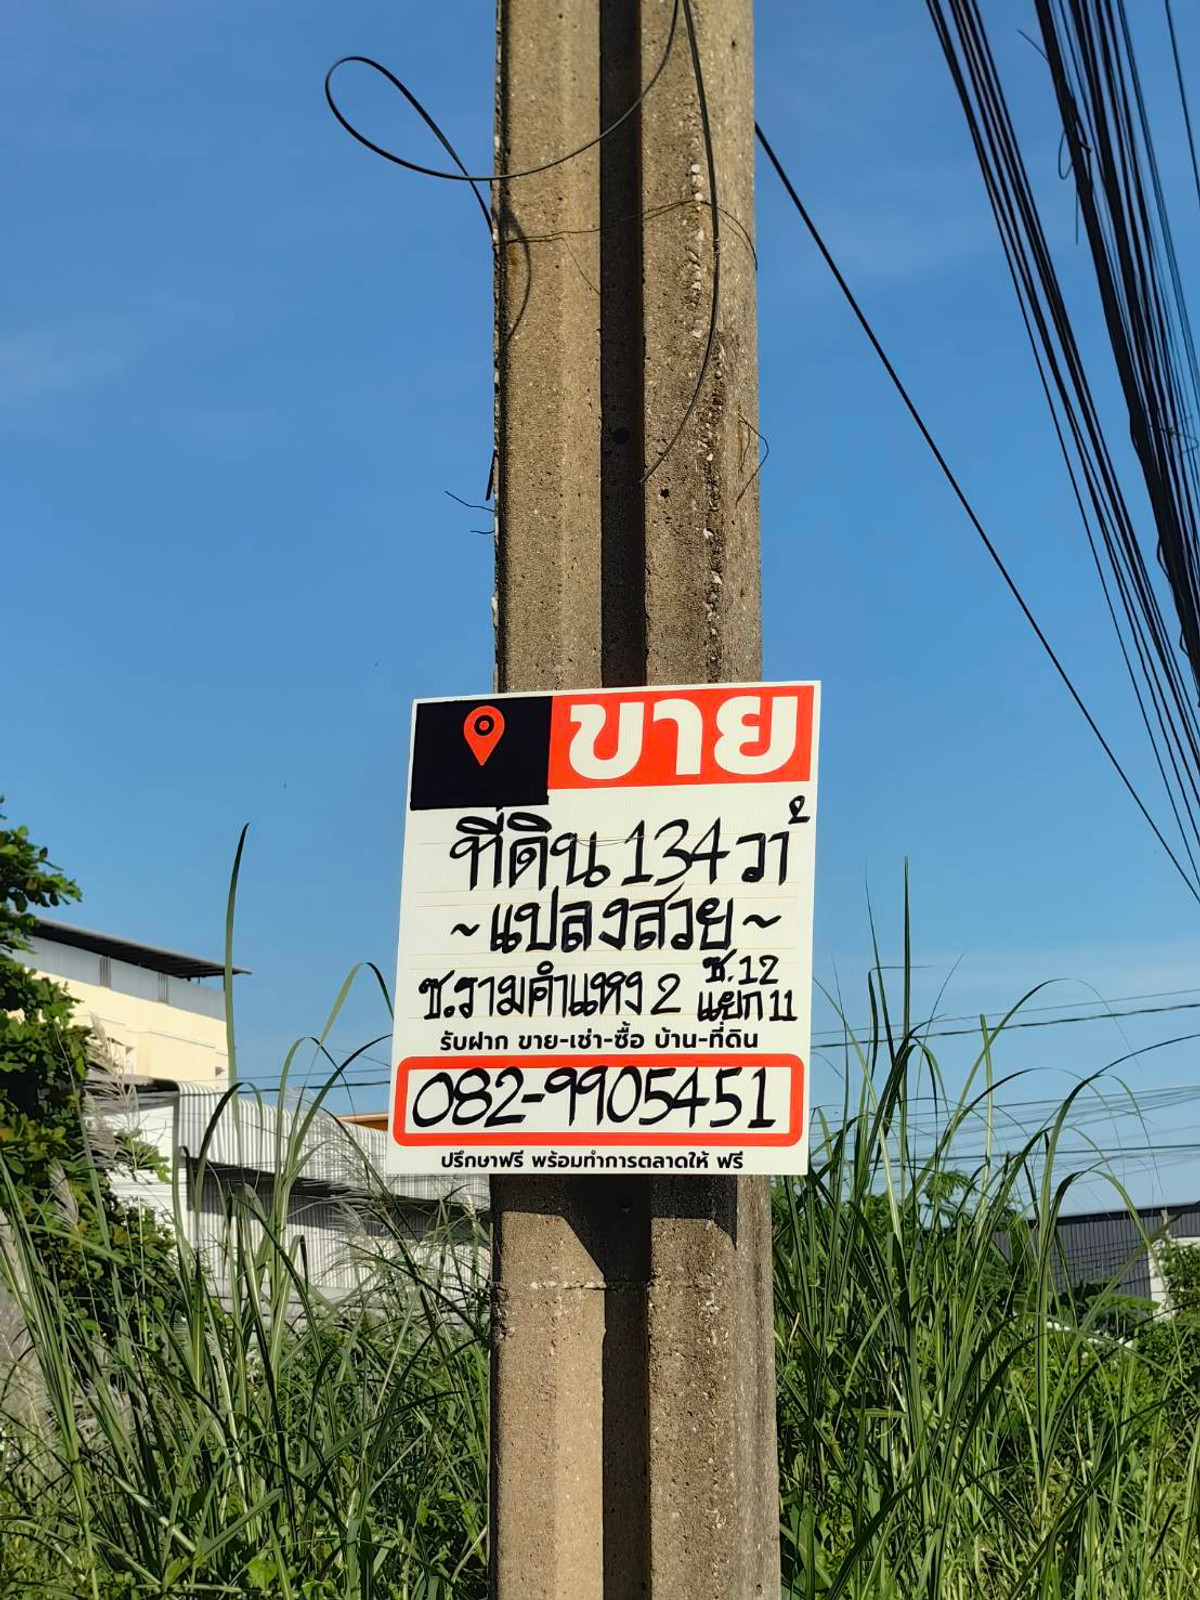 ขาย
ที่ดิน 134 วา²
~แปลงสวย~
ซ.รามคำแหง 2 ซ.12 แยก 11
รับฝาก ขาย-เช่า-ซื้อ บ้าน-ที่ดิน
082-9905451
ปรึกษาฟรี พร้อมทำการตลาดให้ ฟรี